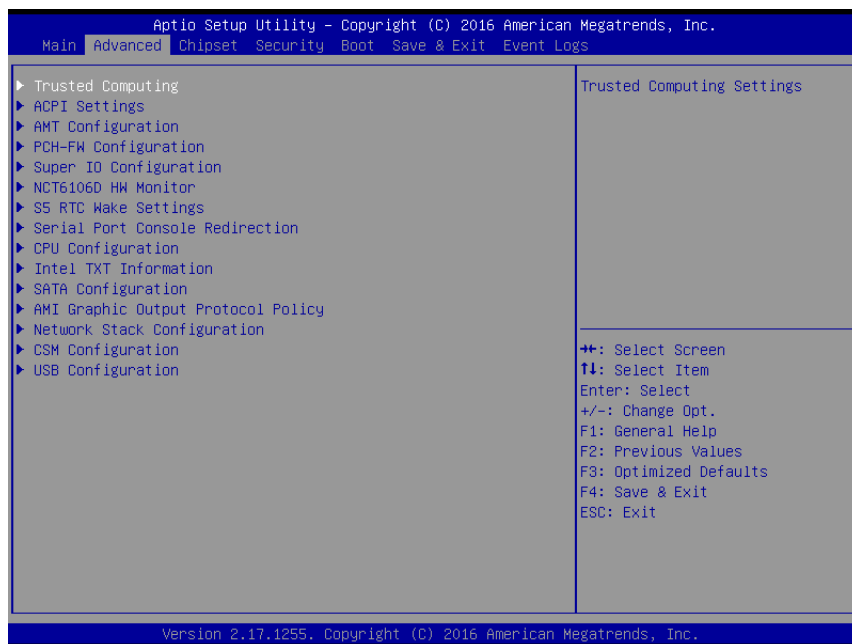 Aptio Setup Utility – Copyright (C) 2016 American Megatrends, Inc.
Main Advanced Chipset Security Boot Save & Exit Event Logs
Trusted Computing
ACPI Settings
AMT Configuration
PCH-FW Configuration
Super IO Configuration
NCT6106D HW Monitor
S5 RTC Wake Settings
Serial Port Console Redirection
CPU Configuration
Intel TXT Information
SATA Configuration
AMI Graphic Output Protocol Policy
Network Stack Configuration
CSM Configuration
USB Configuration
Trusted Computing Settings
→←: Select Screen
↑↓: Select Item
Enter: Select
+/-: Change Opt.
F1: General Help
F2: Previous Values
F3: Optimized Defaults
F4: Save & Exit
ESC: Exit
Version 2.17.1255. Copyright (C) 2016 American Megatrends, Inc.